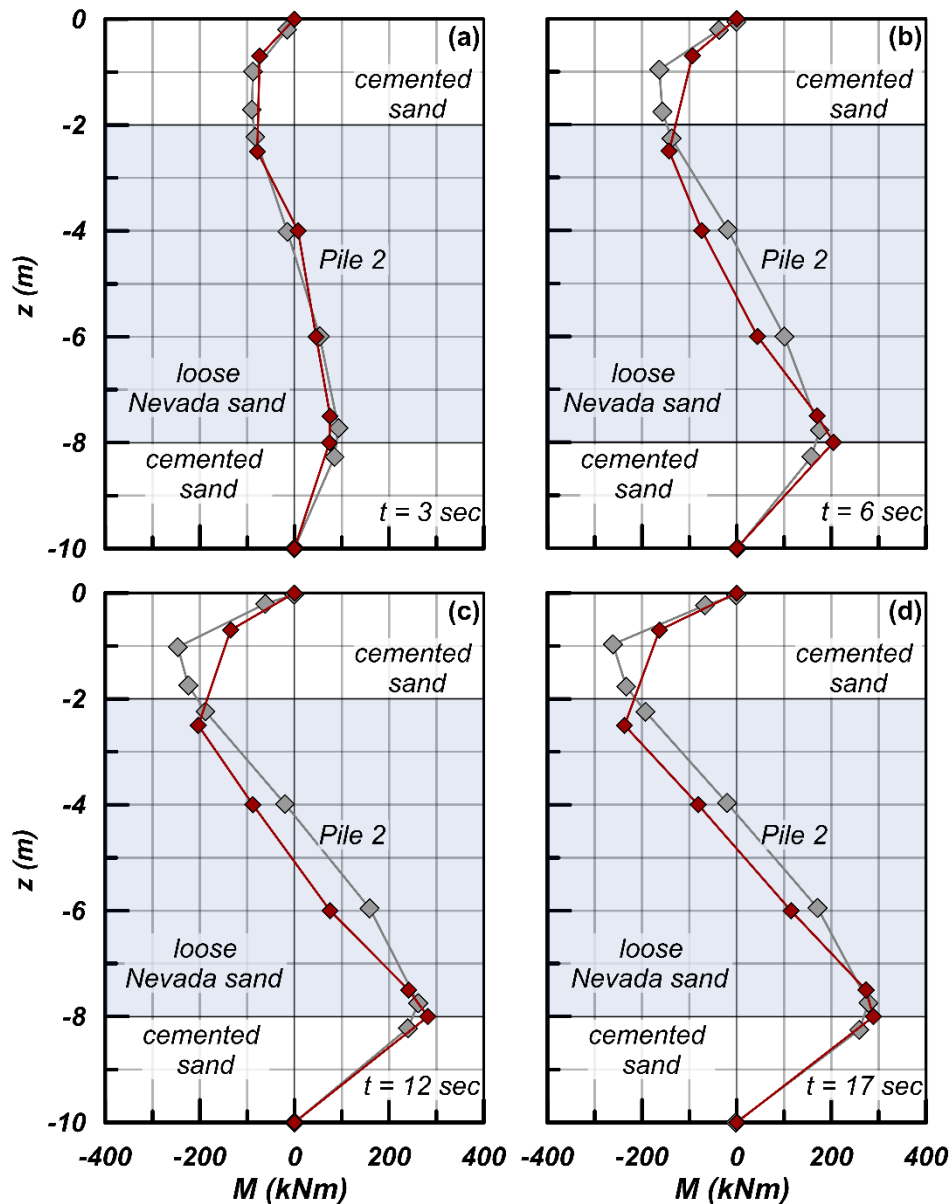 0
(a)
cemented
sand
-2
-4
Pile 2
z (m)
-6
loose
Nevada sand
-8
cemented
sand
t = 3 sec
-10
(b)
cemented
sand
Pile 2
loose
Nevada sand
cemented
sand
t = 6 sec
0
(c)
cemented
sand
-2
-4
Pile 2
z (m)
-6
loose
Nevada sand
-8
cemented
sand
t = 12 sec
-10
-400
-200
0
200
400
M (kNm)
(d)
cemented
sand
Pile 2
loose
Nevada sand
cemented
sand
t = 17 sec
-200
0
200
400
M (kNm)